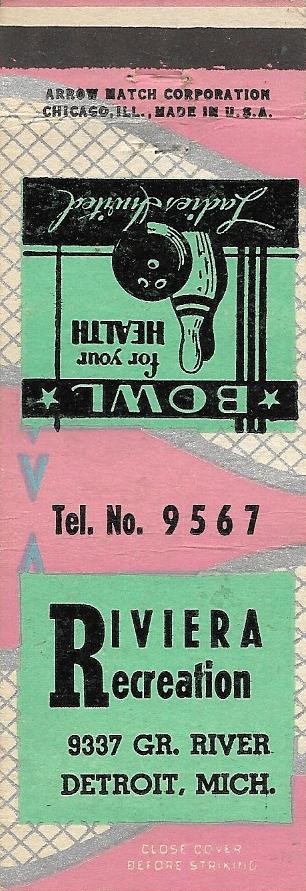 ARROW MATCH CORPORATION
CHICAGO, ILL., MADE IN U.S.A.
★ BOWL ★
for your
HEALTH
Ladies Invited
Tel. No. 9567
RIVIERA
Recreation
9337 GR. RIVER
DETROIT, MICH.
CLOSE COVER
BEFORE STRIKING